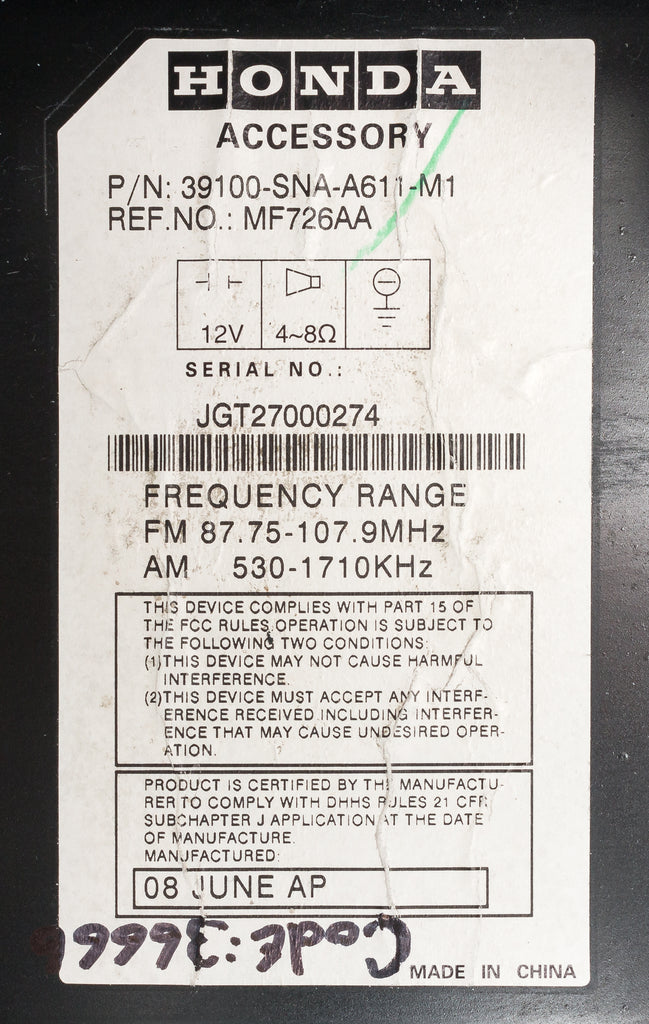 HONDA
ACCESSORY
P/N: 39100-SNA-A611-M1
REF.NO.: MF726AA
12V 4~8Ω
SERIAL NO.:
JGT27000274
FREQUENCY RANGE
FM 87.75-107.9MHz
AM 530-1710KHz
THIS DEVICE COMPLIES WITH PART 15 OF
THE FCC RULES.OPERATION IS SUBJECT TO
THE FOLLOWING TWO CONDITIONS:
(1)THIS DEVICE MAY NOT CAUSE HARMFUL
INTERFERENCE.
(2)THIS DEVICE MUST ACCEPT ANY INTERF-
ERENCE RECEIVED.INCLUDING INTERFER-
ENCE THAT MAY CAUSE UNDESIRED OPER-
ATION.
PRODUCT IS CERTIFIED BY THE MANUFACTU-
RER TO COMPLY WITH DHHS RULES 21 CFR
SUBCHAPTER J APPLICATION AT THE DATE
OF MANUFACTURE.
MANUFACTURED:
08 JUNE AP
Code:
MADE IN CHINA